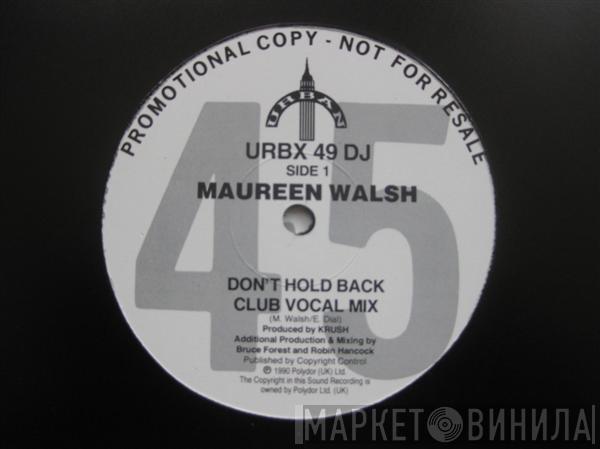 PROMOTIONAL COPY - NOT FOR RESALE
URBAN
45
URBX 49 DJ
SIDE 1
MAUREEN WALSH
DON'T HOLD BACK
CLUB VOCAL MIX
(M. Walsh/E. Dial)
Produced by KRUSH
Additional Production & Mixing by
Bruce Forest and Robin Hancock
Published by Copyright Control
℗ 1990 Polydor (UK) Ltd.
The Copyright in this Sound Recording is
owned by Polydor Ltd. (UK)
МАРКЕТ ВИНИЛА